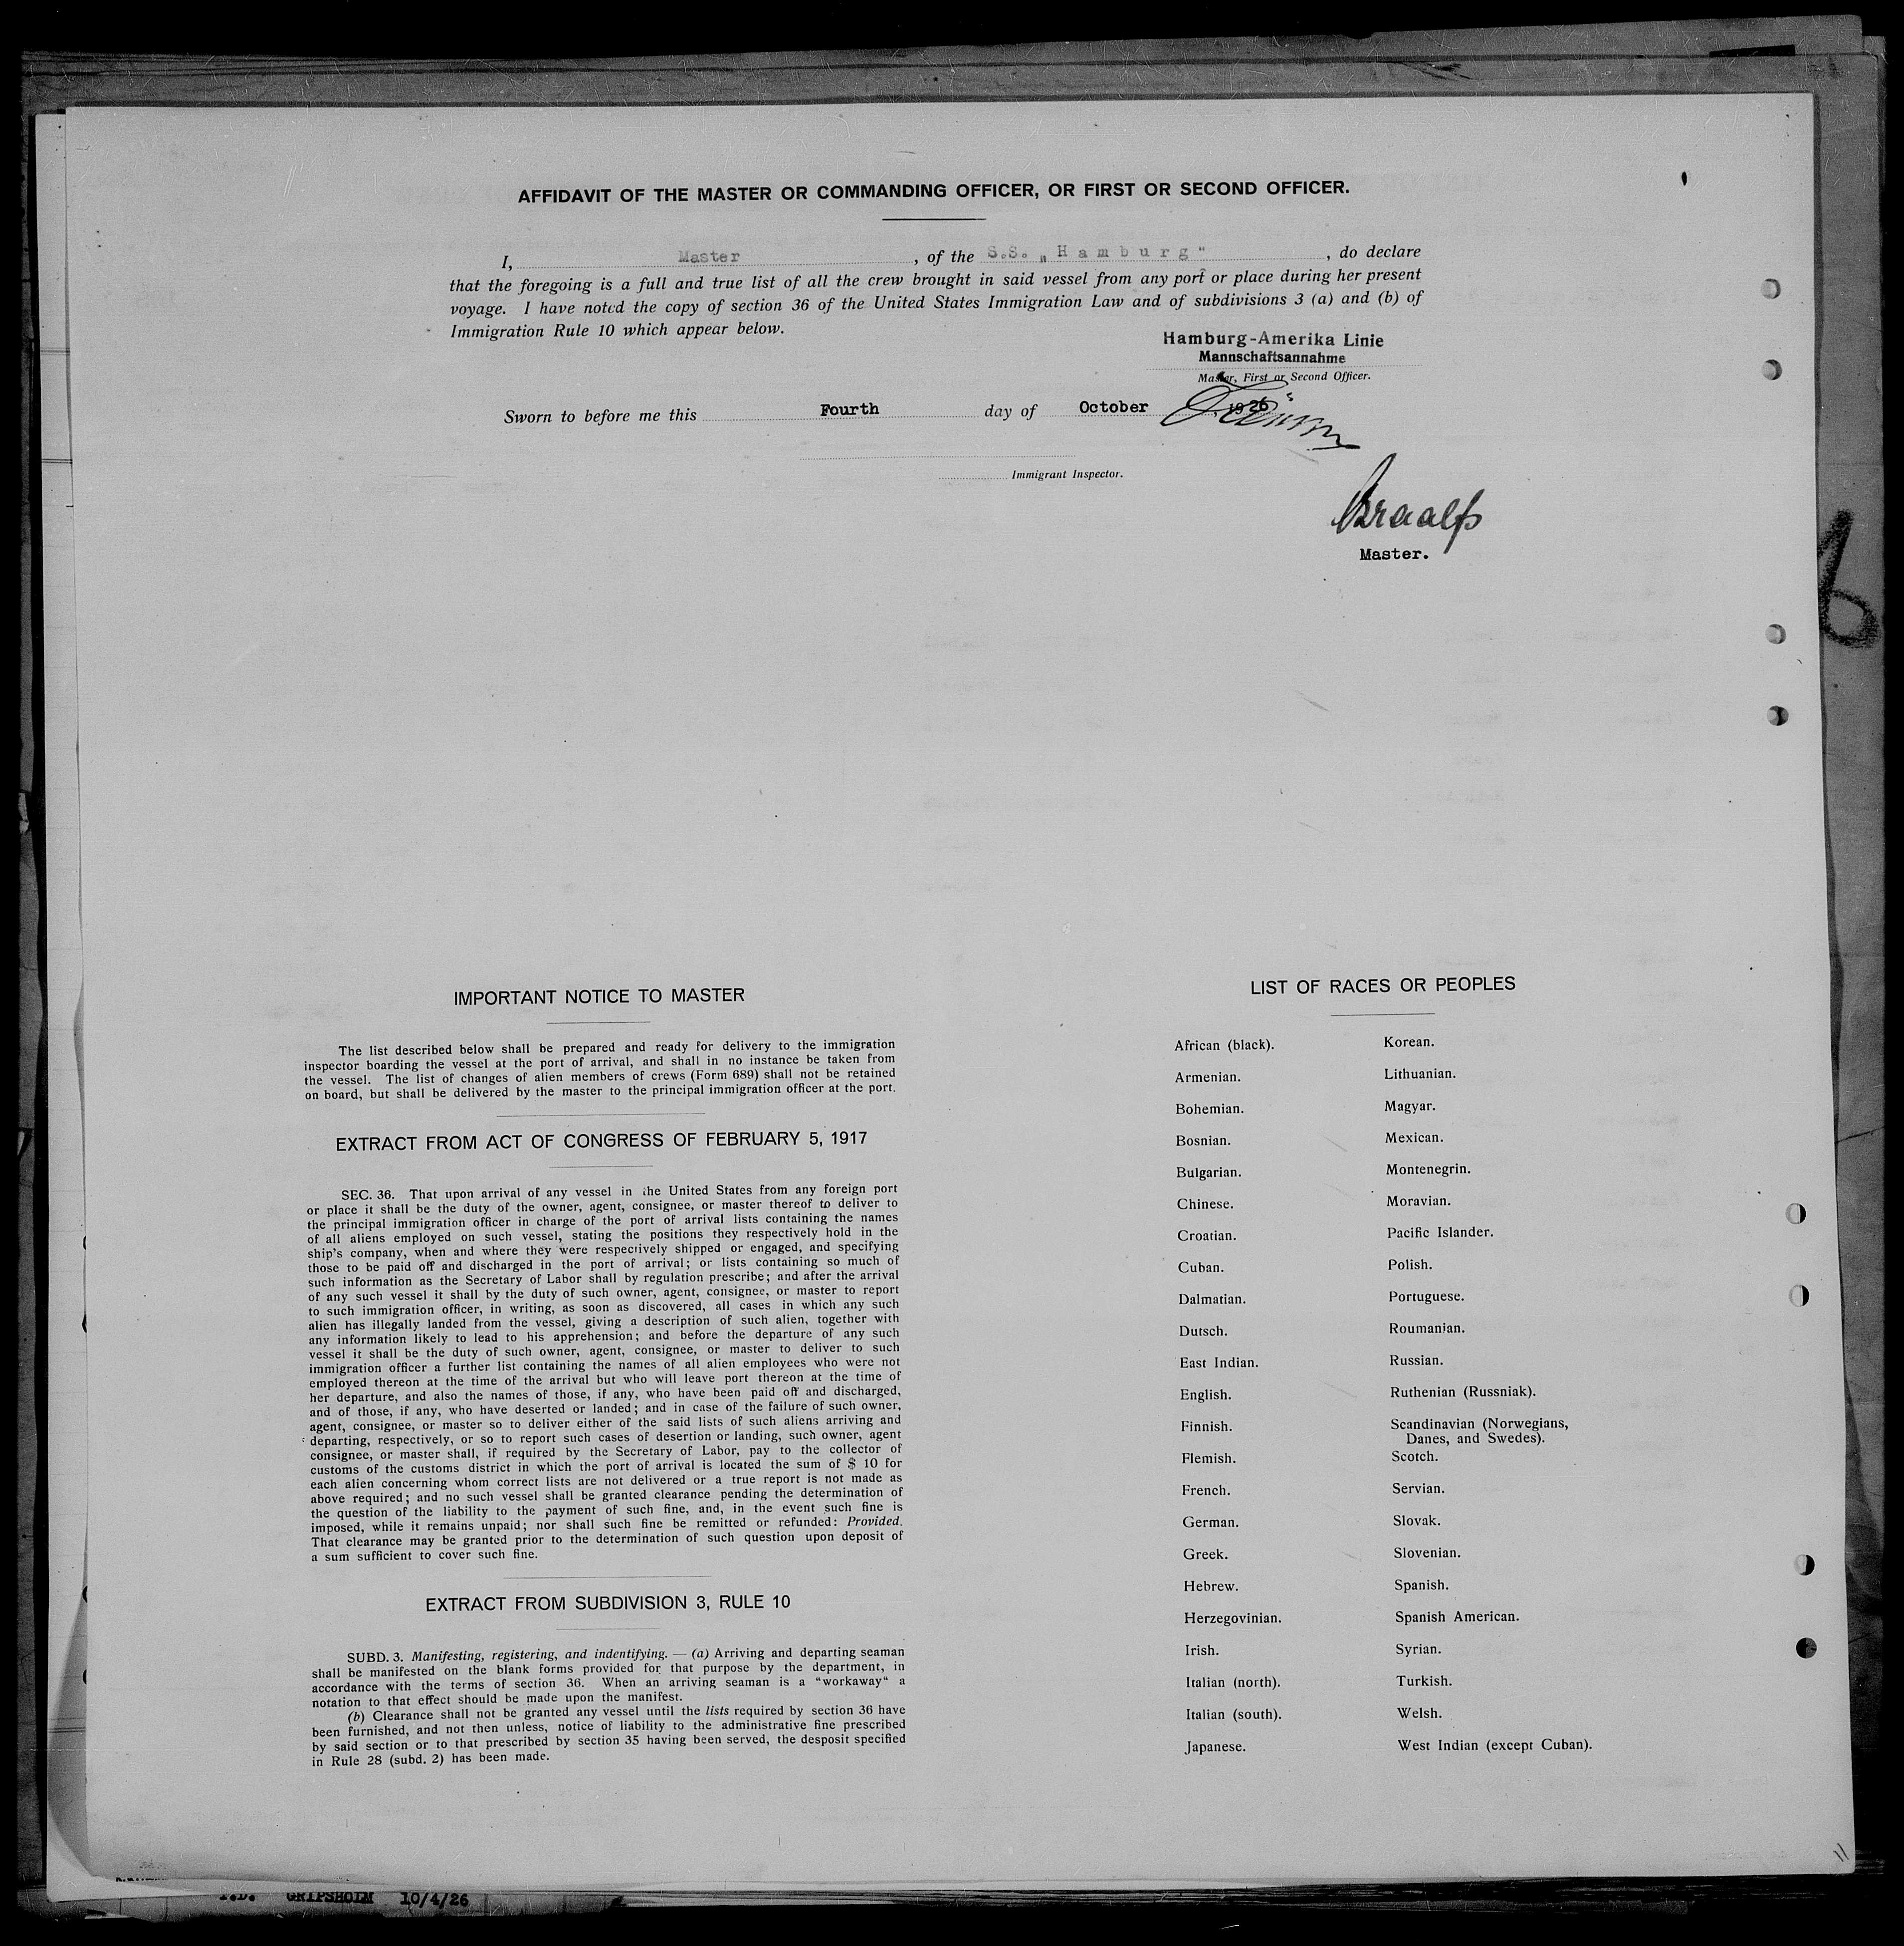 AFFIDAVIT OF THE MASTER OR COMMANDING OFFICER, OR FIRST OR SECOND OFFICER.
I, Master , of the S.S. „Hamburg" , do declare
that the foregoing is a full and true list of all the crew brought in said vessel from any port or place during her present
voyage. I have noted the copy of section 36 of the United States Immigration Law and of subdivisions 3 (a) and (b) of
Immigration Rule 10 which appear below.
Hamburg-Amerika Linie
Mannschaftsannahme
Master, First or Second Officer.
Sworn to before me this Fourth day of October 1926
Immigrant Inspector.
Master.
6
IMPORTANT NOTICE TO MASTER
The list described below shall be prepared and ready for delivery to the immigration
inspector boarding the vessel at the port of arrival, and shall in no instance be taken from
the vessel. The list of changes of alien members of crews (Form 689) shall not be retained
on board, but shall be delivered by the master to the principal immigration officer at the port.
EXTRACT FROM ACT OF CONGRESS OF FEBRUARY 5, 1917
SEC. 36. That upon arrival of any vessel in the United States from any foreign port
or place it shall be the duty of the owner, agent, consignee, or master thereof to deliver to
the principal immigration officer in charge of the port of arrival lists containing the names
of all aliens employed on such vessel, stating the positions they respectively hold in the
ship's company, when and where they were respectively shipped or engaged, and specifying
those to be paid off and discharged in the port of arrival; or lists containing so much of
such information as the Secretary of Labor shall by regulation prescribe; and after the arrival
of any such vessel it shall by the duty of such owner, agent, consignee, or master to report
to such immigration officer, in writing, as soon as discovered, all cases in which any such
alien has illegally landed from the vessel, giving a description of such alien, together with
any information likely to lead to his apprehension; and before the departure of any such
vessel it shall be the duty of such owner, agent, consignee, or master to deliver to such
immigration officer a further list containing the names of all alien employees who were not
employed thereon at the time of the arrival but who will leave port thereon at the time of
her departure, and also the names of those, if any, who have been paid off and discharged,
and of those, if any, who have deserted or landed; and in case of the failure of such owner,
agent, consignee, or master so to deliver either of the said lists of such aliens arriving and
departing, respectively, or so to report such cases of desertion or landing, such owner, agent
consignee, or master shall, if required by the Secretary of Labor, pay to the collector of
customs of the customs district in which the port of arrival is located the sum of $ 10 for
each alien concerning whom correct lists are not delivered or a true report is not made as
above required; and no such vessel shall be granted clearance pending the determination of
the question of the liability to the payment of such fine, and, in the event such fine is
imposed, while it remains unpaid; nor shall such fine be remitted or refunded: Provided.
That clearance may be granted prior to the determination of such question upon deposit of
a sum sufficient to cover such fine.
EXTRACT FROM SUBDIVISION 3, RULE 10
SUBD. 3. Manifesting, registering, and indentifying. — (a) Arriving and departing seaman
shall be manifested on the blank forms provided for that purpose by the department, in
accordance with the terms of section 36. When an arriving seaman is a "workaway" a
notation to that effect should be made upon the manifest.
(b) Clearance shall not be granted any vessel until the lists required by section 36 have
been furnished, and not then unless, notice of liability to the administrative fine prescribed
by said section or to that prescribed by section 35 having been served, the desposit specified
in Rule 28 (subd. 2) has been made.
LIST OF RACES OR PEOPLES
African (black).
Armenian.
Bohemian.
Bosnian.
Bulgarian.
Chinese.
Croatian.
Cuban.
Dalmatian.
Dutsch.
East Indian.
English.
Finnish.
Flemish.
French.
German.
Greek.
Hebrew.
Herzegovinian.
Irish.
Italian (north).
Italian (south).
Japanese.
Korean.
Lithuanian.
Magyar.
Mexican.
Montenegrin.
Moravian.
Pacific Islander.
Polish.
Portuguese.
Roumanian.
Russian.
Ruthenian (Russniak).
Scandinavian (Norwegians,
Danes, and Swedes).
Scotch.
Servian.
Slovak.
Slovenian.
Spanish.
Spanish American.
Syrian.
Turkish.
Welsh.
West Indian (except Cuban).
GRIPSHOLM 10/4/26